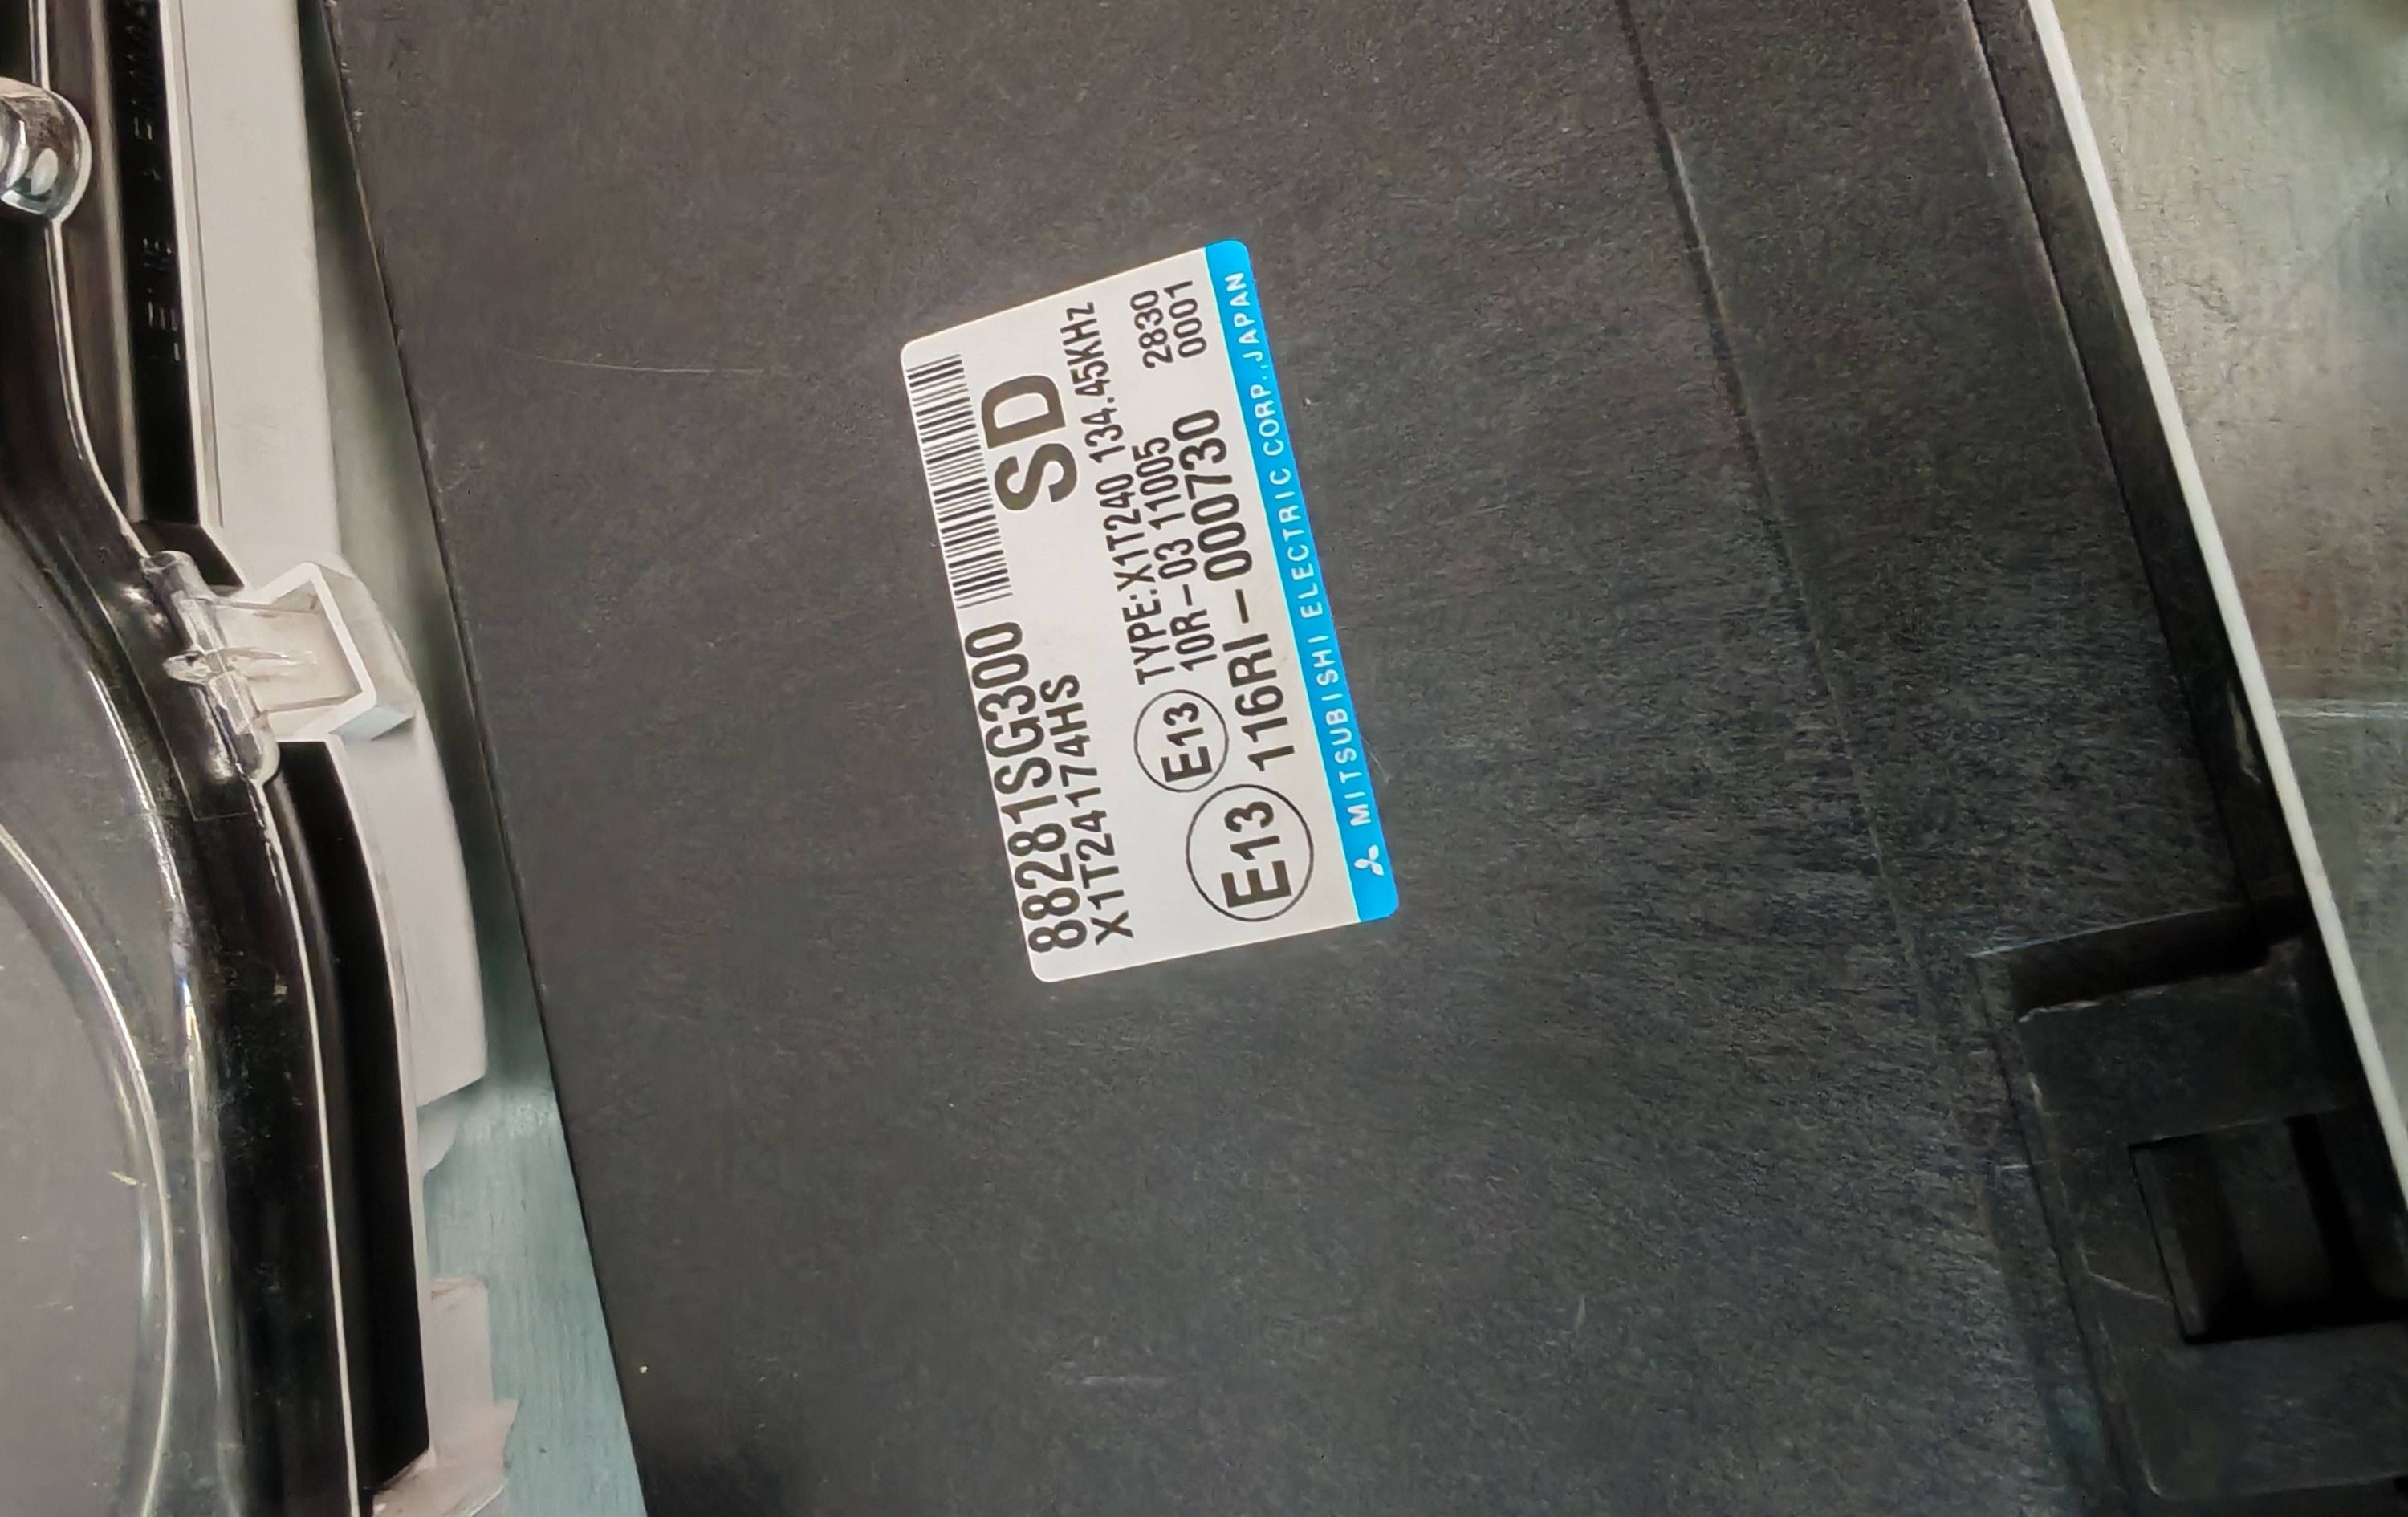 88281SG300
SD
X1T24174HS
E13 TYPE:X1T240 134.45KHz
10R-03 11005 2830
E13 116RI-000730 0001
MITSUBISHI ELECTRIC CORP. JAPAN